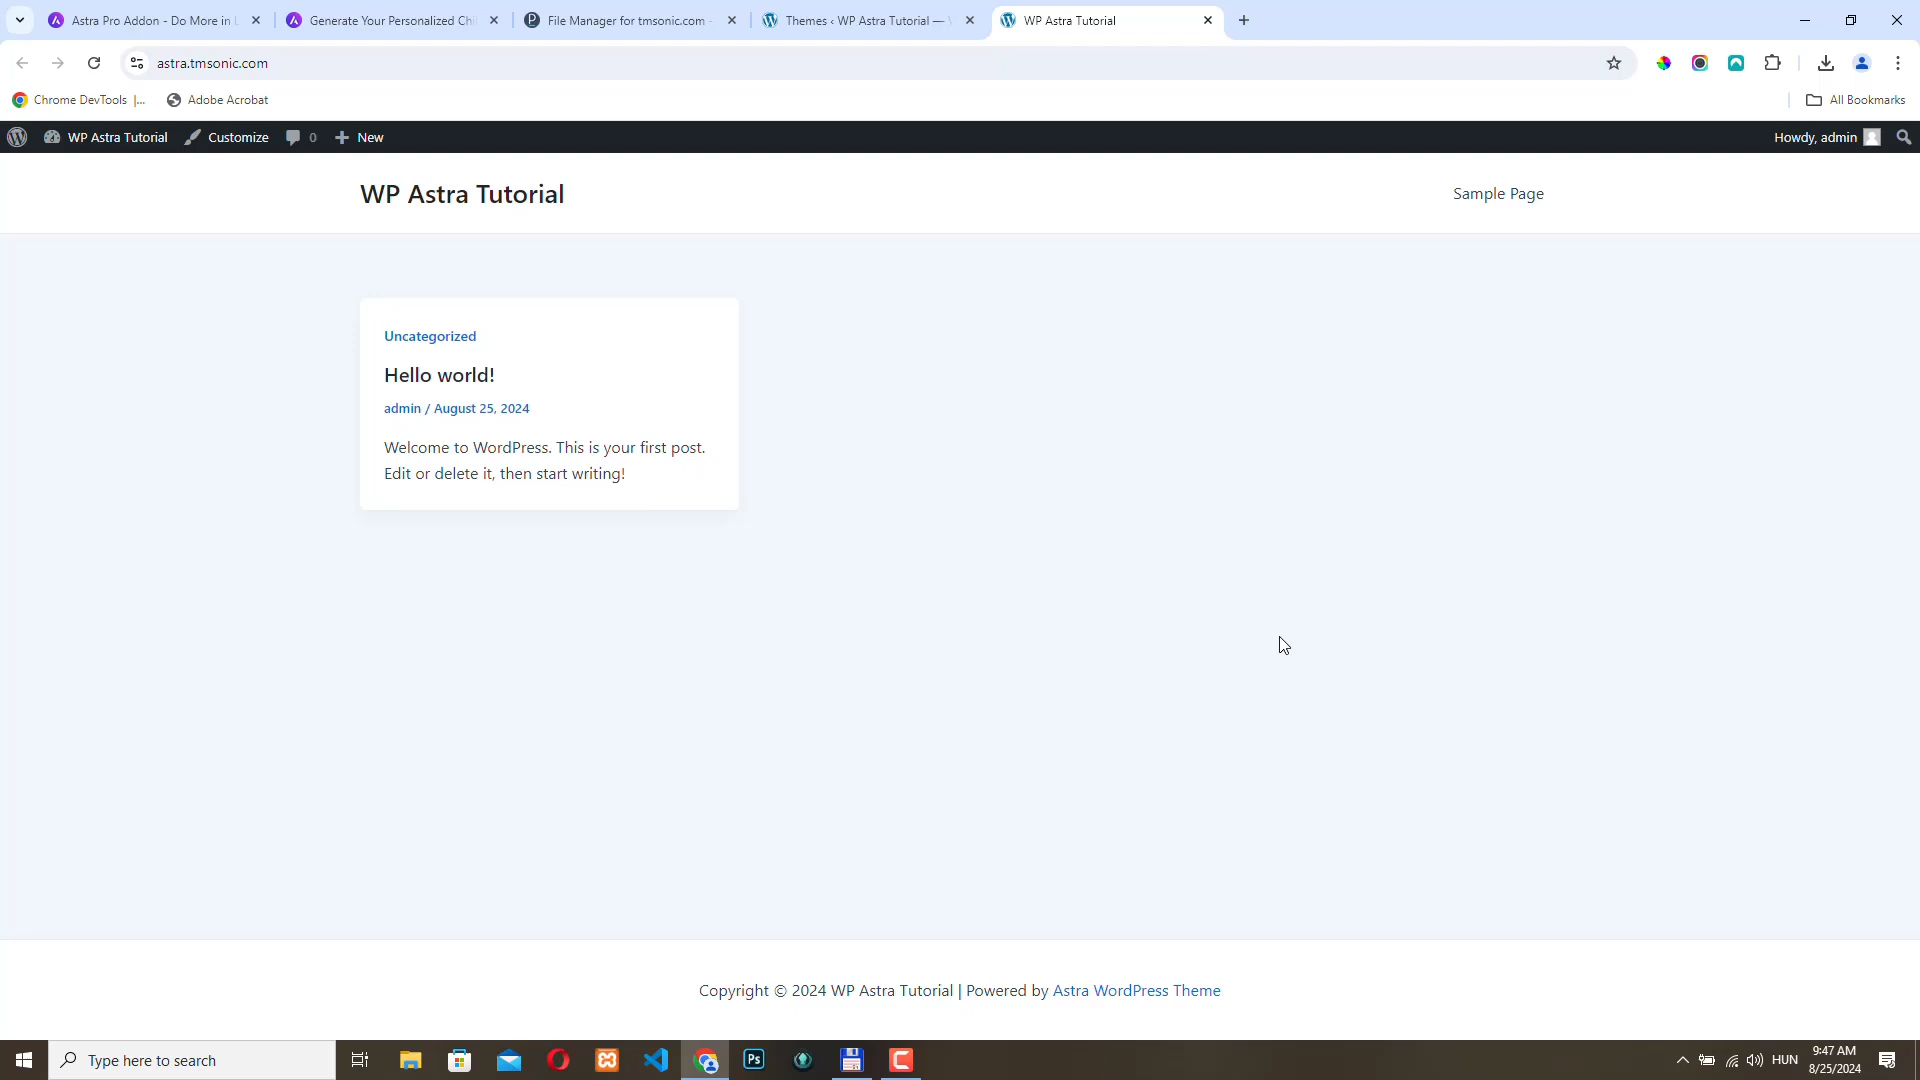 Astra Pro Addon - Do More in
Generate Your Personalized Chi
File Manager for tmsonic.com -
Themes ‹ WP Astra Tutorial —
WP Astra Tutorial
astra.tmsonic.com
Chrome DevTools |...
Adobe Acrobat
All Bookmarks
WP Astra Tutorial
Customize
0
New
Howdy, admin
WP Astra Tutorial
Sample Page
Uncategorized
Hello world!
admin / August 25, 2024
Welcome to WordPress. This is your first post.
Edit or delete it, then start writing!
Copyright © 2024 WP Astra Tutorial | Powered by Astra WordPress Theme
Type here to search
Ps
HUN
9:47 AM
8/25/2024